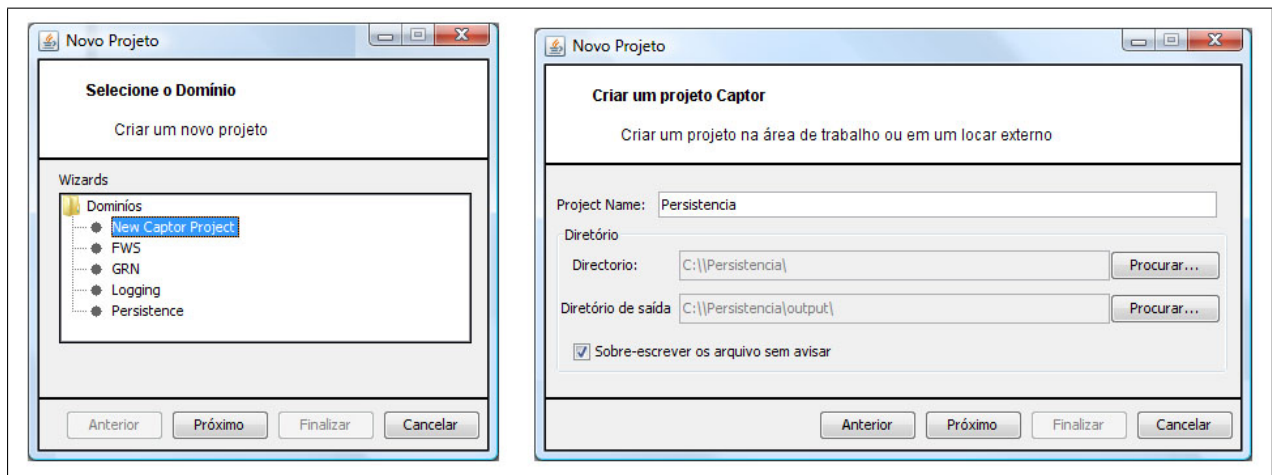 Novo Projeto
Selecione o Domínio
Criar um novo projeto
Wizards
Dominíos
New Captor Project
FWS
GRN
Logging
Persistence
Anterior Próximo Finalizar Cancelar
Novo Projeto
Criar um projeto Captor
Criar um projeto na área de trabalho ou em um locar externo
Project Name: Persistencia
Diretório
Directorio: C:\\Persistencia\ Procurar...
Diretório de saída C:\\Persistencia\output\ Procurar...
Sobre-escrever os arquivo sem avisar
Anterior Próximo Finalizar Cancelar